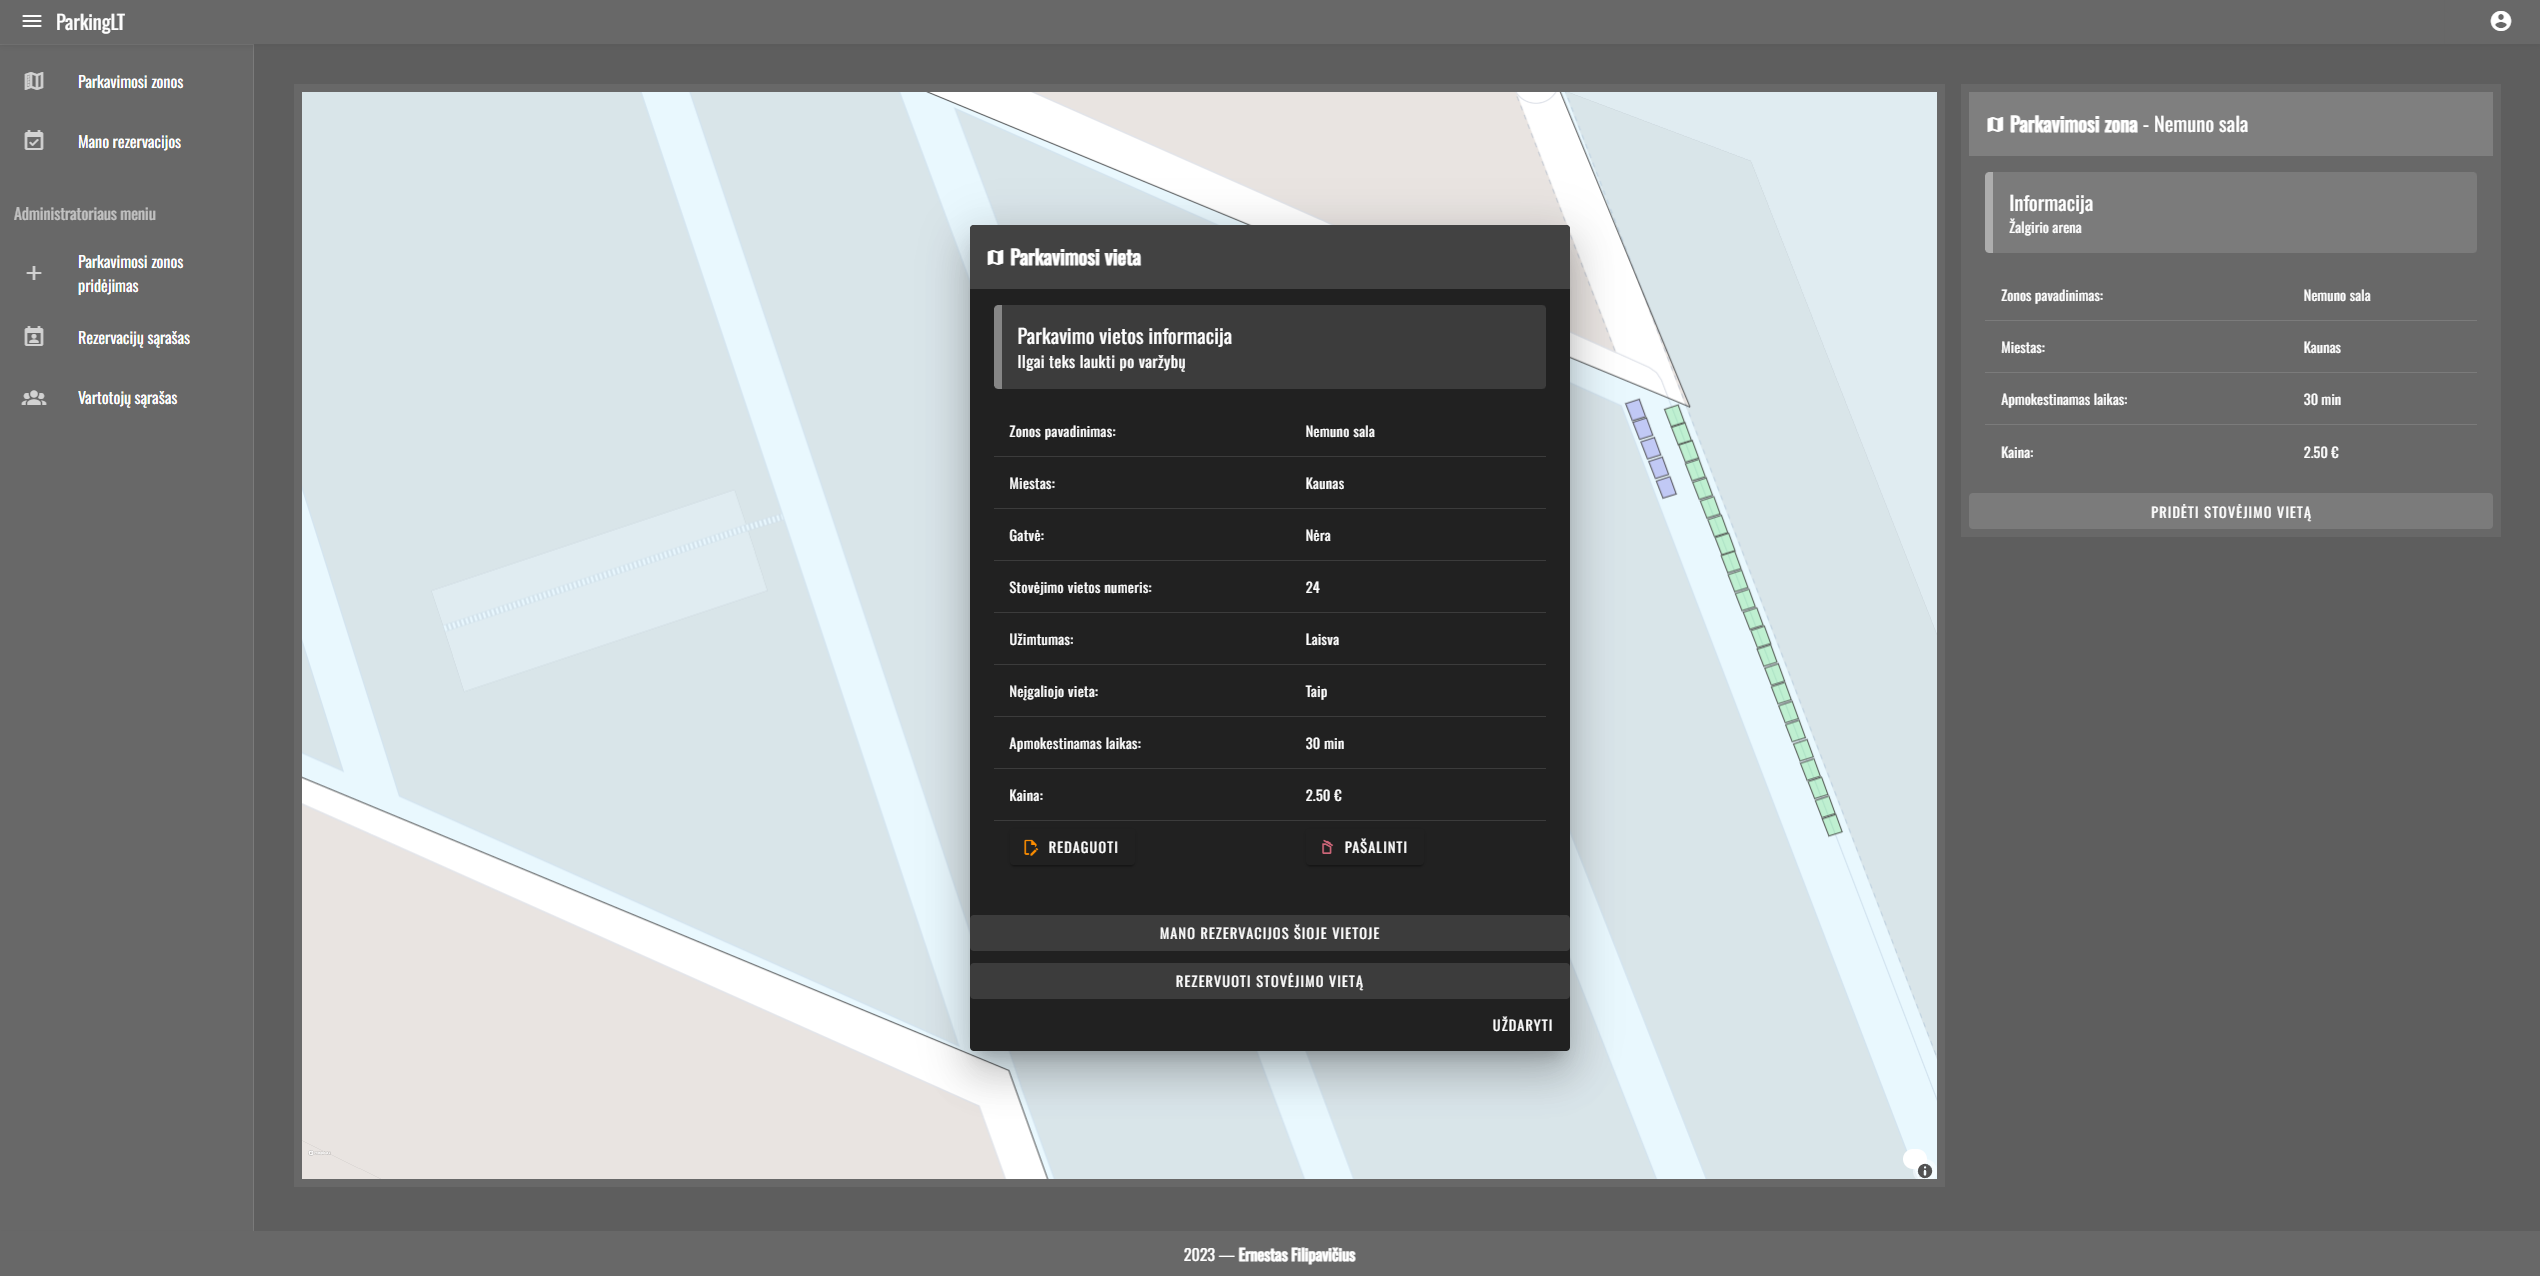 ParkingLT
Parkavimosi zonos
Mano rezervacijos
Administratoriaus meniu
Parkavimosi zonos
pridėjimas
Rezervacijų sąrašas
Vartotojų sąrašas
Parkavimosi vieta
Parkavimo vietos informacija
Ilgai teks laukti po varžybų
Zonos pavadinimas: Nemuno sala
Miestas: Kaunas
Gatvė: Nėra
Stovėjimo vietos numeris: 24
Užimtumas: Laisva
Neįgaliojo vieta: Taip
Apmokestinamas laikas: 30 min
Kaina: 2.50 €
REDAGUOTI PAŠALINTI
MANO REZERVACIJOS ŠIOJE VIETOJE
REZERVUOTI STOVĖJIMO VIETĄ
UŽDARYTI
Parkavimosi zona - Nemuno sala
Informacija
Žalgirio arena
Zonos pavadinimas: Nemuno sala
Miestas: Kaunas
Apmokestinamas laikas: 30 min
Kaina: 2.50 €
PRIDĖTI STOVĖJIMO VIETĄ
2023 — Ernestas Filipavičius